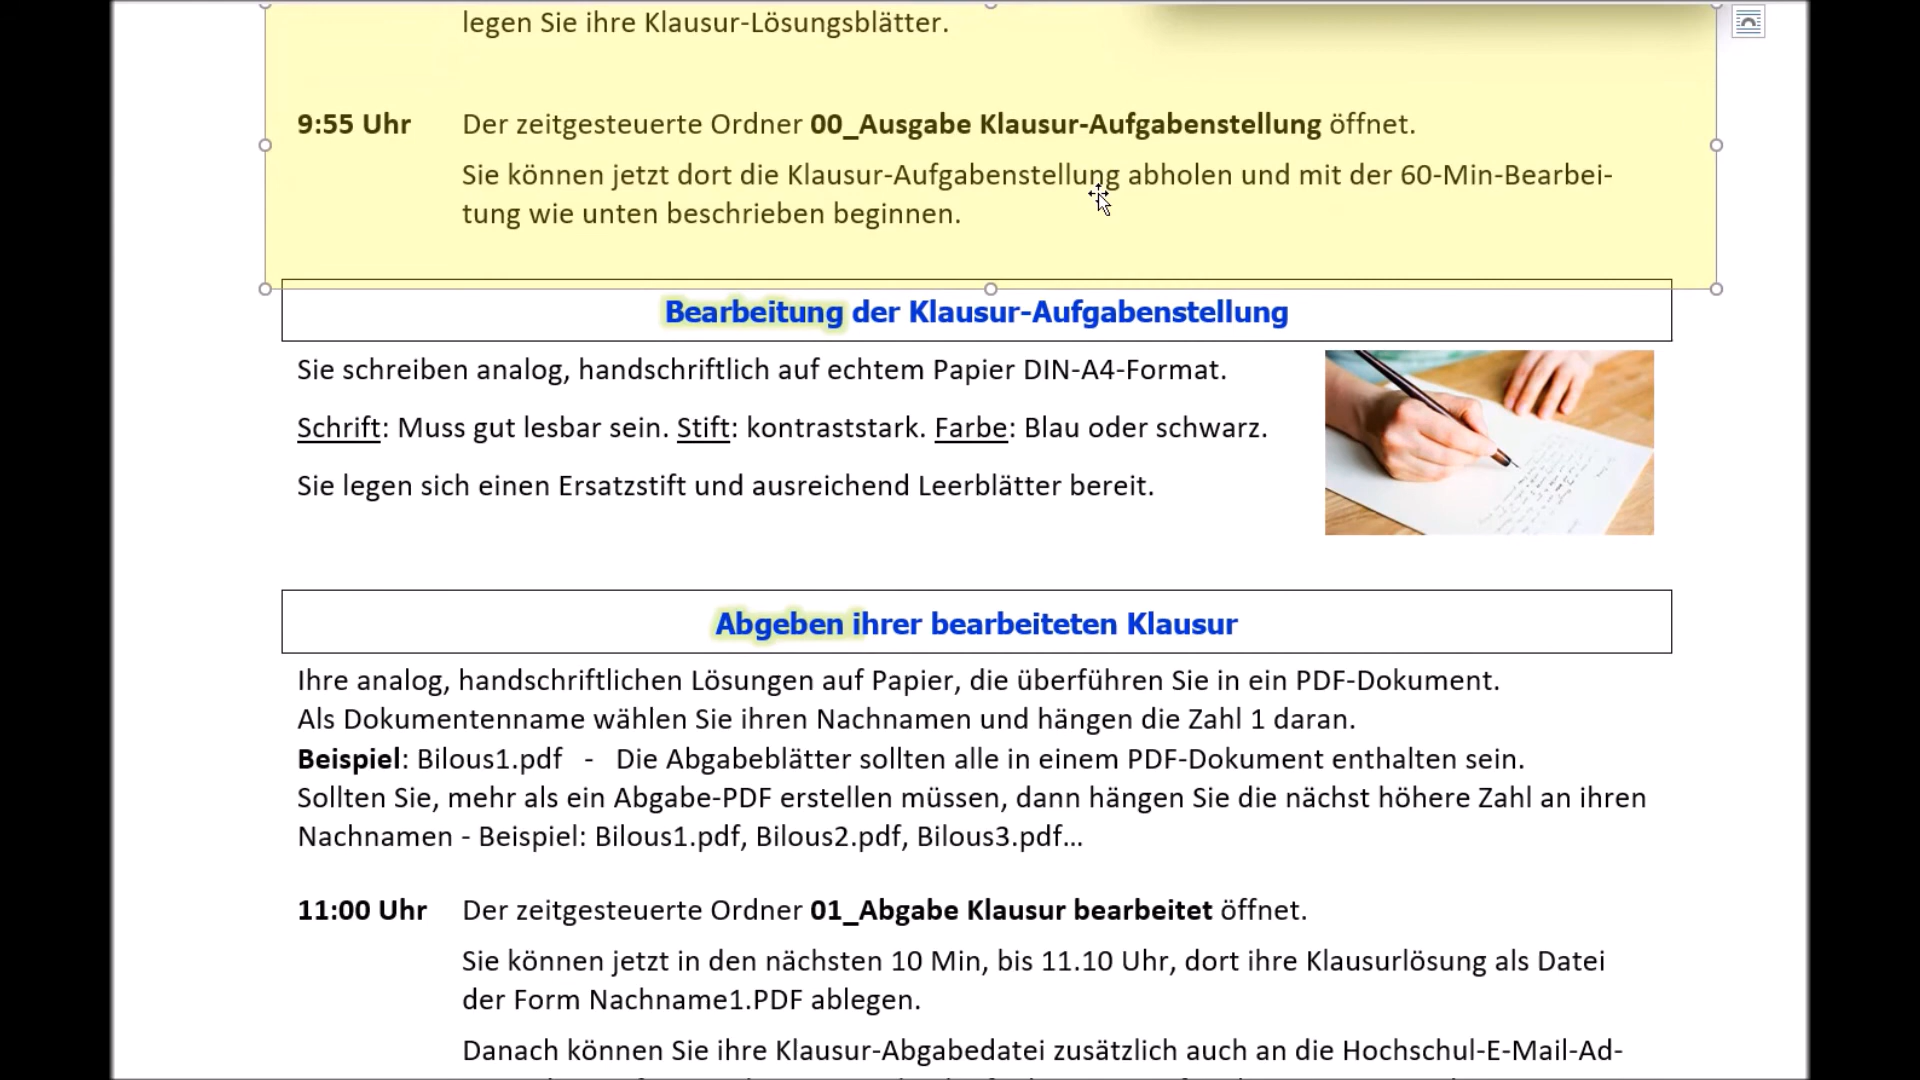 legen Sie ihre Klausur-Lösungsblätter.
9:55 Uhr Der zeitgesteuerte Ordner 00_Ausgabe Klausur-Aufgabenstellung öffnet.
Sie können jetzt dort die Klausur-Aufgabenstellung abholen und mit der 60-Min-Bearbei-
tung wie unten beschrieben beginnen.
Bearbeitung der Klausur-Aufgabenstellung
Sie schreiben analog, handschriftlich auf echtem Papier DIN-A4-Format.
Schrift: Muss gut lesbar sein. Stift: kontraststark. Farbe: Blau oder schwarz.
Sie legen sich einen Ersatzstift und ausreichend Leerblätter bereit.
Abgeben ihrer bearbeiteten Klausur
Ihre analog, handschriftlichen Lösungen auf Papier, die überführen Sie in ein PDF-Dokument.
Als Dokumentenname wählen Sie ihren Nachnamen und hängen die Zahl 1 daran.
Beispiel: Bilous1.pdf - Die Abgabeblätter sollten alle in einem PDF-Dokument enthalten sein.
Sollten Sie, mehr als ein Abgabe-PDF erstellen müssen, dann hängen Sie die nächst höhere Zahl an ihren
Nachnamen - Beispiel: Bilous1.pdf, Bilous2.pdf, Bilous3.pdf…
11:00 Uhr Der zeitgesteuerte Ordner 01_Abgabe Klausur bearbeitet öffnet.
Sie können jetzt in den nächsten 10 Min, bis 11.10 Uhr, dort ihre Klausurlösung als Datei
der Form Nachname1.PDF ablegen.
Danach können Sie ihre Klausur-Abgabedatei zusätzlich auch an die Hochschul-E-Mail-Ad-